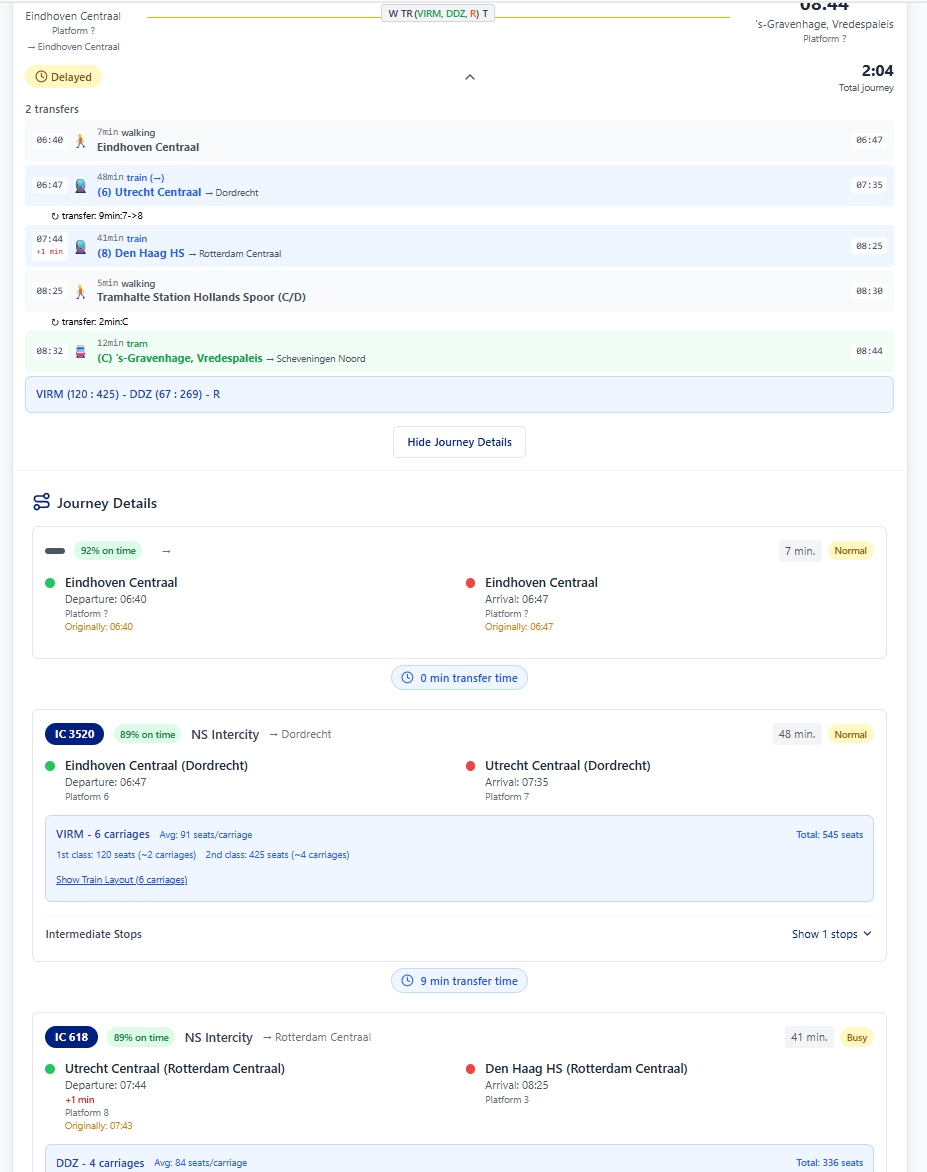 08:44
Eindhoven Centraal
W TR (VIRM, DDZ, R) T
's-Gravenhage, Vredespaleis
Platform ?
Platform ?
→ Eindhoven Centraal
Delayed
2:04
Total journey
2 transfers
06:40
7min walking
Eindhoven Centraal
06:47
06:47
48min train (→)
(6) Utrecht Centraal → Dordrecht
07:35
↻ transfer: 9min:7->8
07:44
+1 min
41min train
(8) Den Haag HS → Rotterdam Centraal
08:25
08:25
5min walking
Tramhalte Station Hollands Spoor (C/D)
08:30
↻ transfer: 2min:C
08:32
12min tram
(C) 's-Gravenhage, Vredespaleis → Scheveningen Noord
08:44
VIRM (120 : 425) - DDZ (67 : 269) - R
Hide Journey Details
Journey Details
92% on time →
7 min. Normal
Eindhoven Centraal
Departure: 06:40
Platform ?
Originally: 06:40
Eindhoven Centraal
Arrival: 06:47
Platform ?
Originally: 06:47
0 min transfer time
IC 3520 89% on time NS Intercity → Dordrecht
48 min. Normal
Eindhoven Centraal (Dordrecht)
Departure: 06:47
Platform 6
Utrecht Centraal (Dordrecht)
Arrival: 07:35
Platform 7
VIRM - 6 carriages Avg: 91 seats/carriage
Total: 545 seats
1st class: 120 seats (~2 carriages) 2nd class: 425 seats (~4 carriages)
Show Train Layout (6 carriages)
Intermediate Stops
Show 1 stops
9 min transfer time
IC 618 89% on time NS Intercity → Rotterdam Centraal
41 min. Busy
Utrecht Centraal (Rotterdam Centraal)
Departure: 07:44
+1 min
Platform 8
Originally: 07:43
Den Haag HS (Rotterdam Centraal)
Arrival: 08:25
Platform 3
DDZ - 4 carriages Avg: 84 seats/carriage
Total: 336 seats